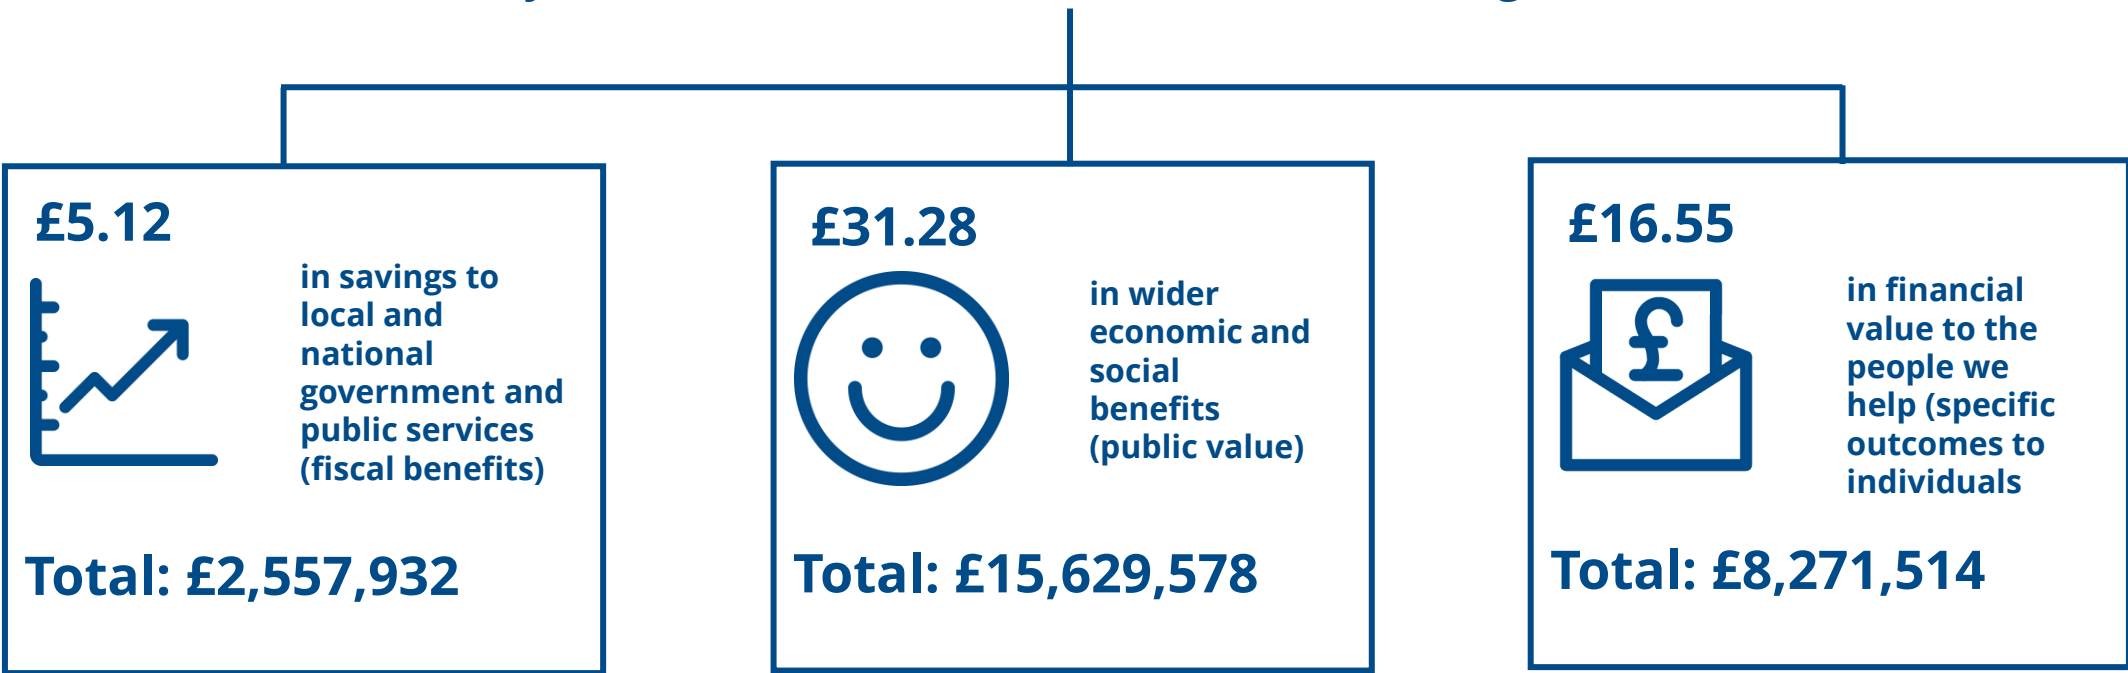 £5.12
in savings to
local and
national
government and
public services
(fiscal benefits)
Total: £2,557,932
£31.28
in wider
economic and
social
benefits
(public value)
Total: £15,629,578
£16.55
£
in financial
value to the
people we
help (specific
outcomes to
individuals
Total: £8,271,514